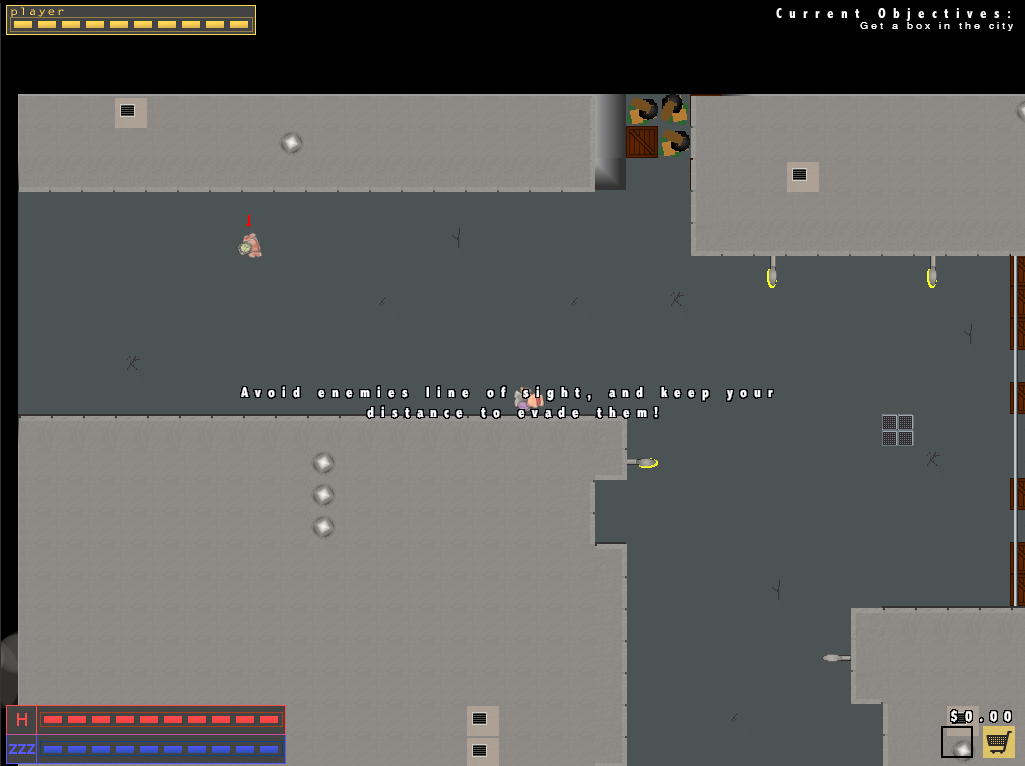 player
Current Objectives:
Get a box in the city
Avoid enemies line of sight, and keep your
distance to evade them!
H
ZZZ
$0.00